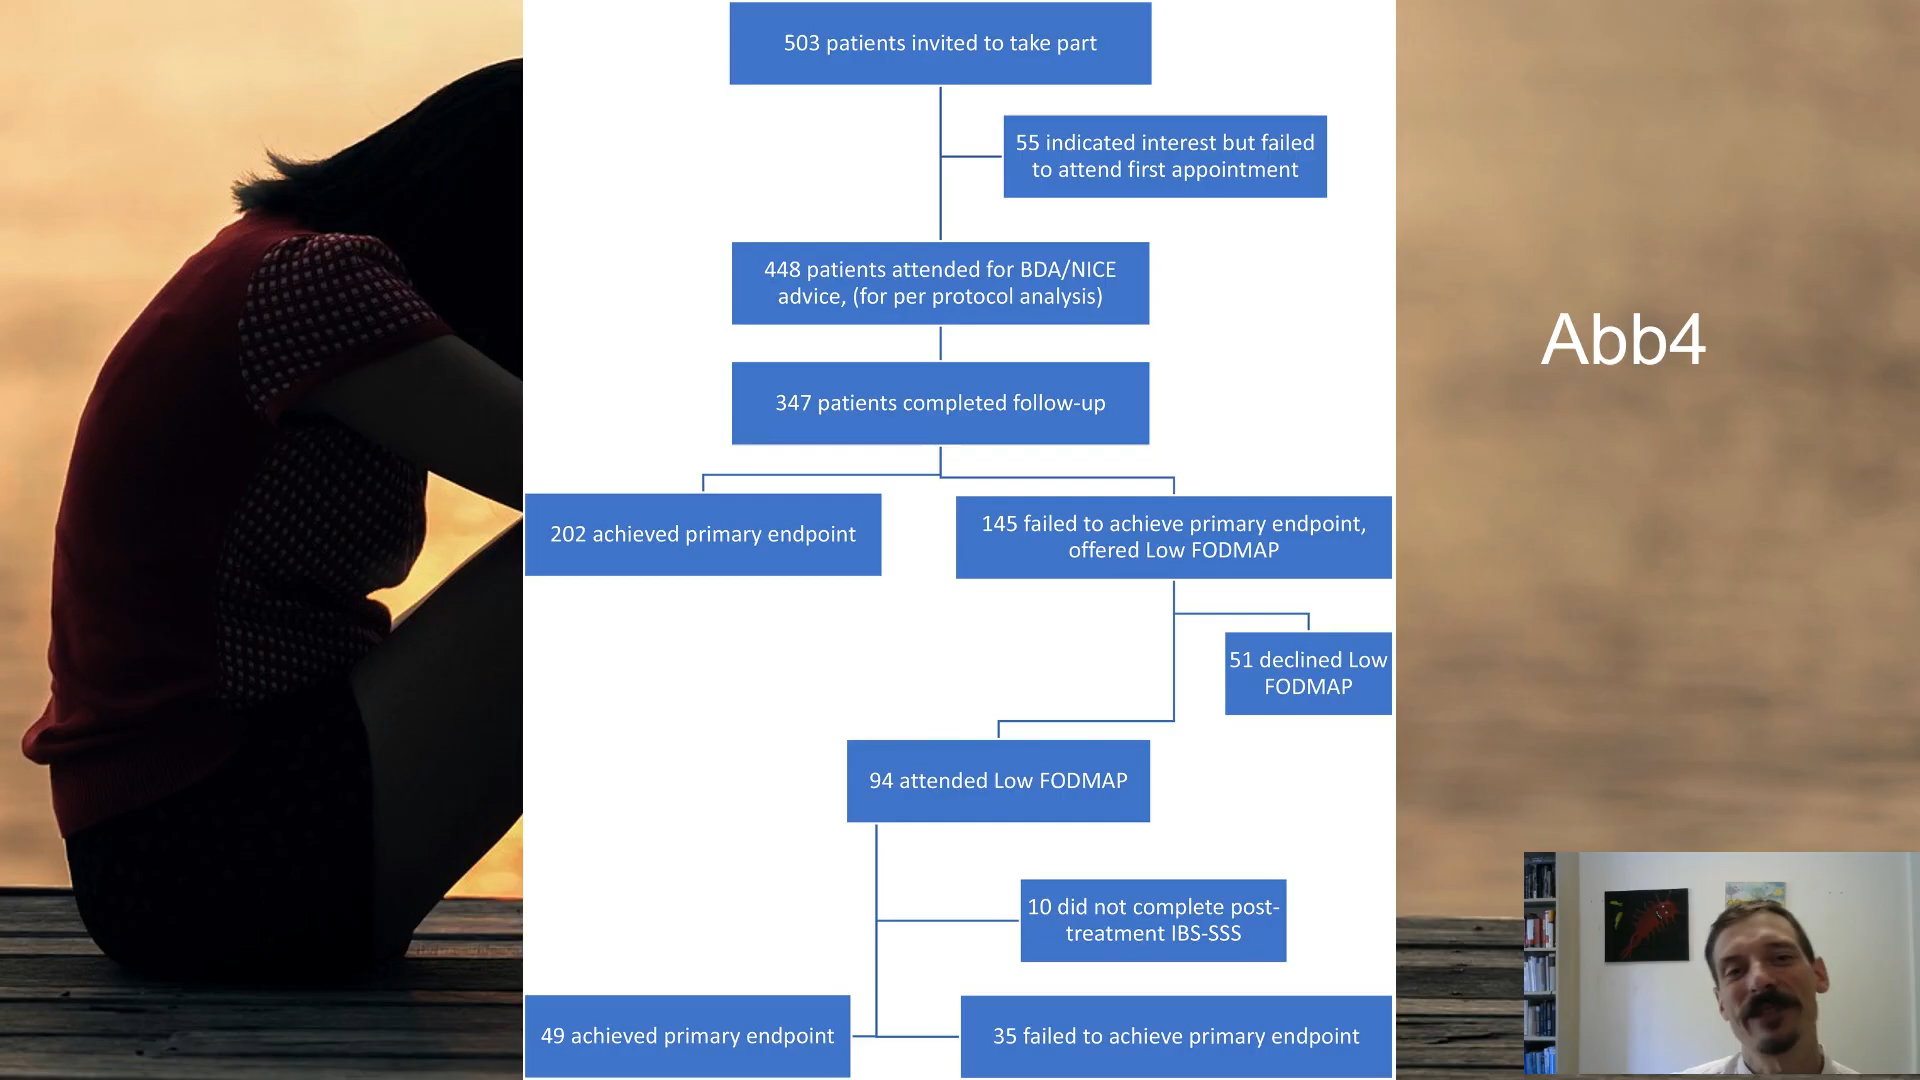 503 patients invited to take part
55 indicated interest but failed
to attend first appointment
448 patients attended for BDA/NICE
advice, (for per protocol analysis)
Abb4
347 patients completed follow-up
202 achieved primary endpoint
145 failed to achieve primary endpoint,
offered Low FODMAP
51 declined Low
FODMAP
94 attended Low FODMAP
10 did not complete post-
treatment IBS-SSS
49 achieved primary endpoint
35 failed to achieve primary endpoint